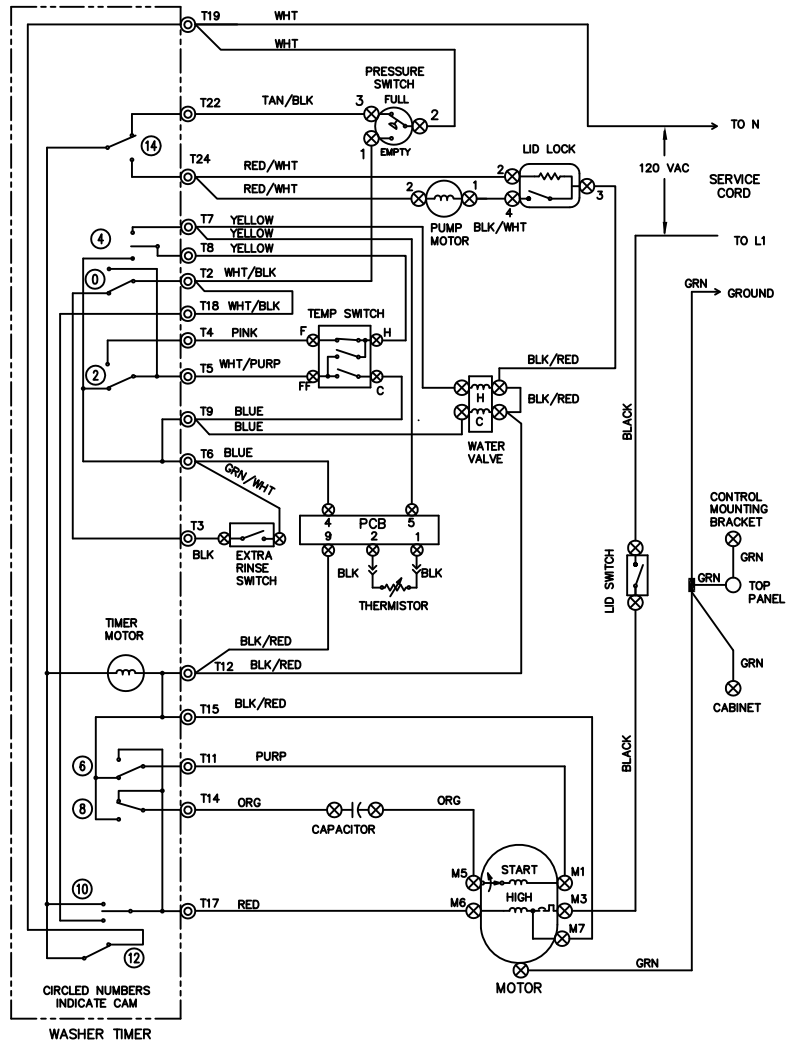 T19
WHT
WHT
PRESSURE
SWITCH
FULL
T22
TAN/BLK
3
2
TO N
14
1
EMPTY
LID LOCK
T24
RED/WHT
2
120 VAC
SERVICE
CORD
RED/WHT
2
1
3
4
PUMP
MOTOR
BLK/WHT
T7
YELLOW
YELLOW
4
T8
YELLOW
TO L1
0
T2
WHT/BLK
GRN
GROUND
T18
WHT/BLK
TEMP SWITCH
T4
PINK
F
H
2
T5
WHT/PURP
FF
C
BLK/RED
H
BLK/RED
C
T9
BLUE
BLUE
BLACK
WATER
VALVE
T6
BLUE
GRN/WHT
CONTROL
MOUNTING
BRACKET
T3
4
PCB
5
9
2
1
BLK
EXTRA
RINSE
SWITCH
BLK
BLK
THERMISTOR
LID SWITCH
GRN
GRN
TOP
PANEL
TIMER
MOTOR
BLK/RED
T12
BLK/RED
GRN
CABINET
T15
BLK/RED
6
T11
PURP
BLACK
8
T14
ORG
ORG
CAPACITOR
M5
START
M1
10
HIGH
T17
RED
M6
M3
M7
12
GRN
CIRCLED NUMBERS
INDICATE CAM
MOTOR
WASHER TIMER